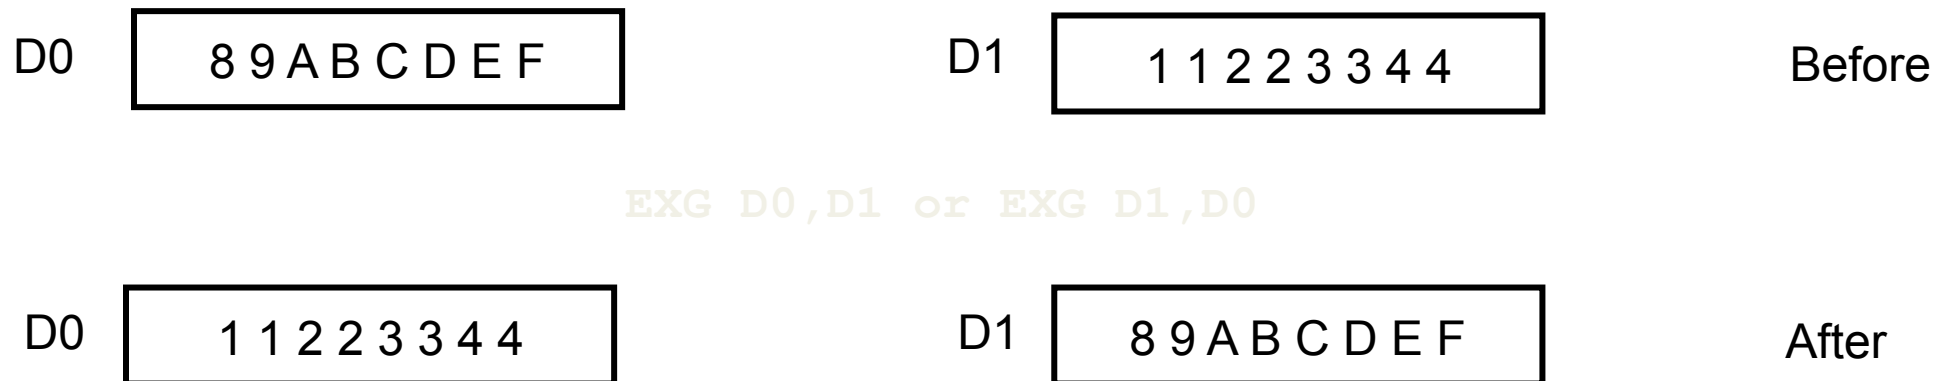 D0 8 9 A B C D E F D1 1 1 2 2 3 3 4 4 Before
EXG D0,D1 or EXG D1,D0
D0 1 1 2 2 3 3 4 4 D1 8 9 A B C D E F After